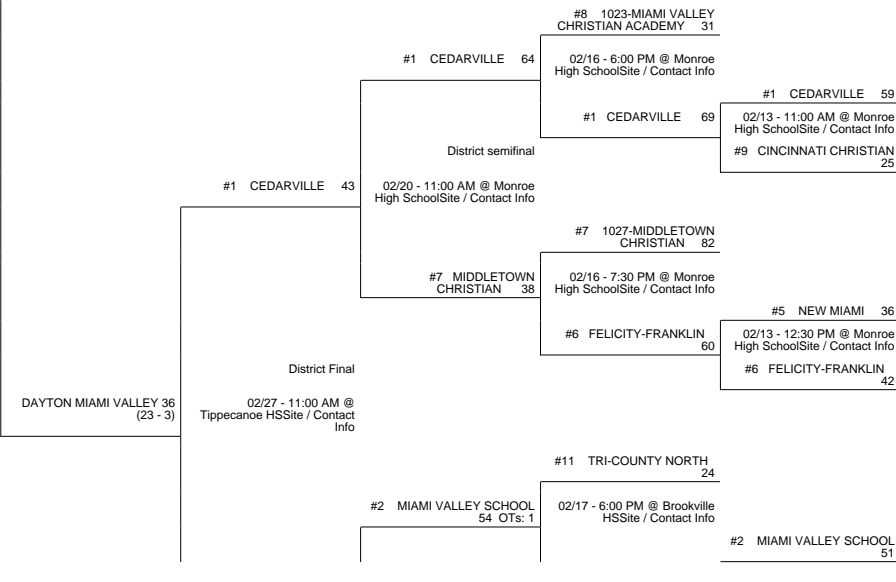 #8 1023-MIAMI VALLEY
CHRISTIAN ACADEMY 31
#1 CEDARVILLE 64
02/16 - 6:00 PM @ Monroe
High SchoolSite / Contact Info
#1 CEDARVILLE 59
#1 CEDARVILLE 69
02/13 - 11:00 AM @ Monroe
High SchoolSite / Contact Info
District semifinal
#9 CINCINNATI CHRISTIAN
25
#1 CEDARVILLE 43
02/20 - 11:00 AM @ Monroe
High SchoolSite / Contact Info
#7 1027-MIDDLETOWN
CHRISTIAN 82
#7 MIDDLETOWN
CHRISTIAN 38
02/16 - 7:30 PM @ Monroe
High SchoolSite / Contact Info
#5 NEW MIAMI 36
#6 FELICITY-FRANKLIN
60
02/13 - 12:30 PM @ Monroe
High SchoolSite / Contact Info
District Final
#6 FELICITY-FRANKLIN
42
DAYTON MIAMI VALLEY 36
(23 - 3)
02/27 - 11:00 AM @
Tippecanoe HSSite / Contact
Info
#11 TRI-COUNTY NORTH
24
#2 MIAMI VALLEY SCHOOL
54 OTs: 1
02/17 - 6:00 PM @ Brookville
HSSite / Contact Info
#2 MIAMI VALLEY SCHOOL
51